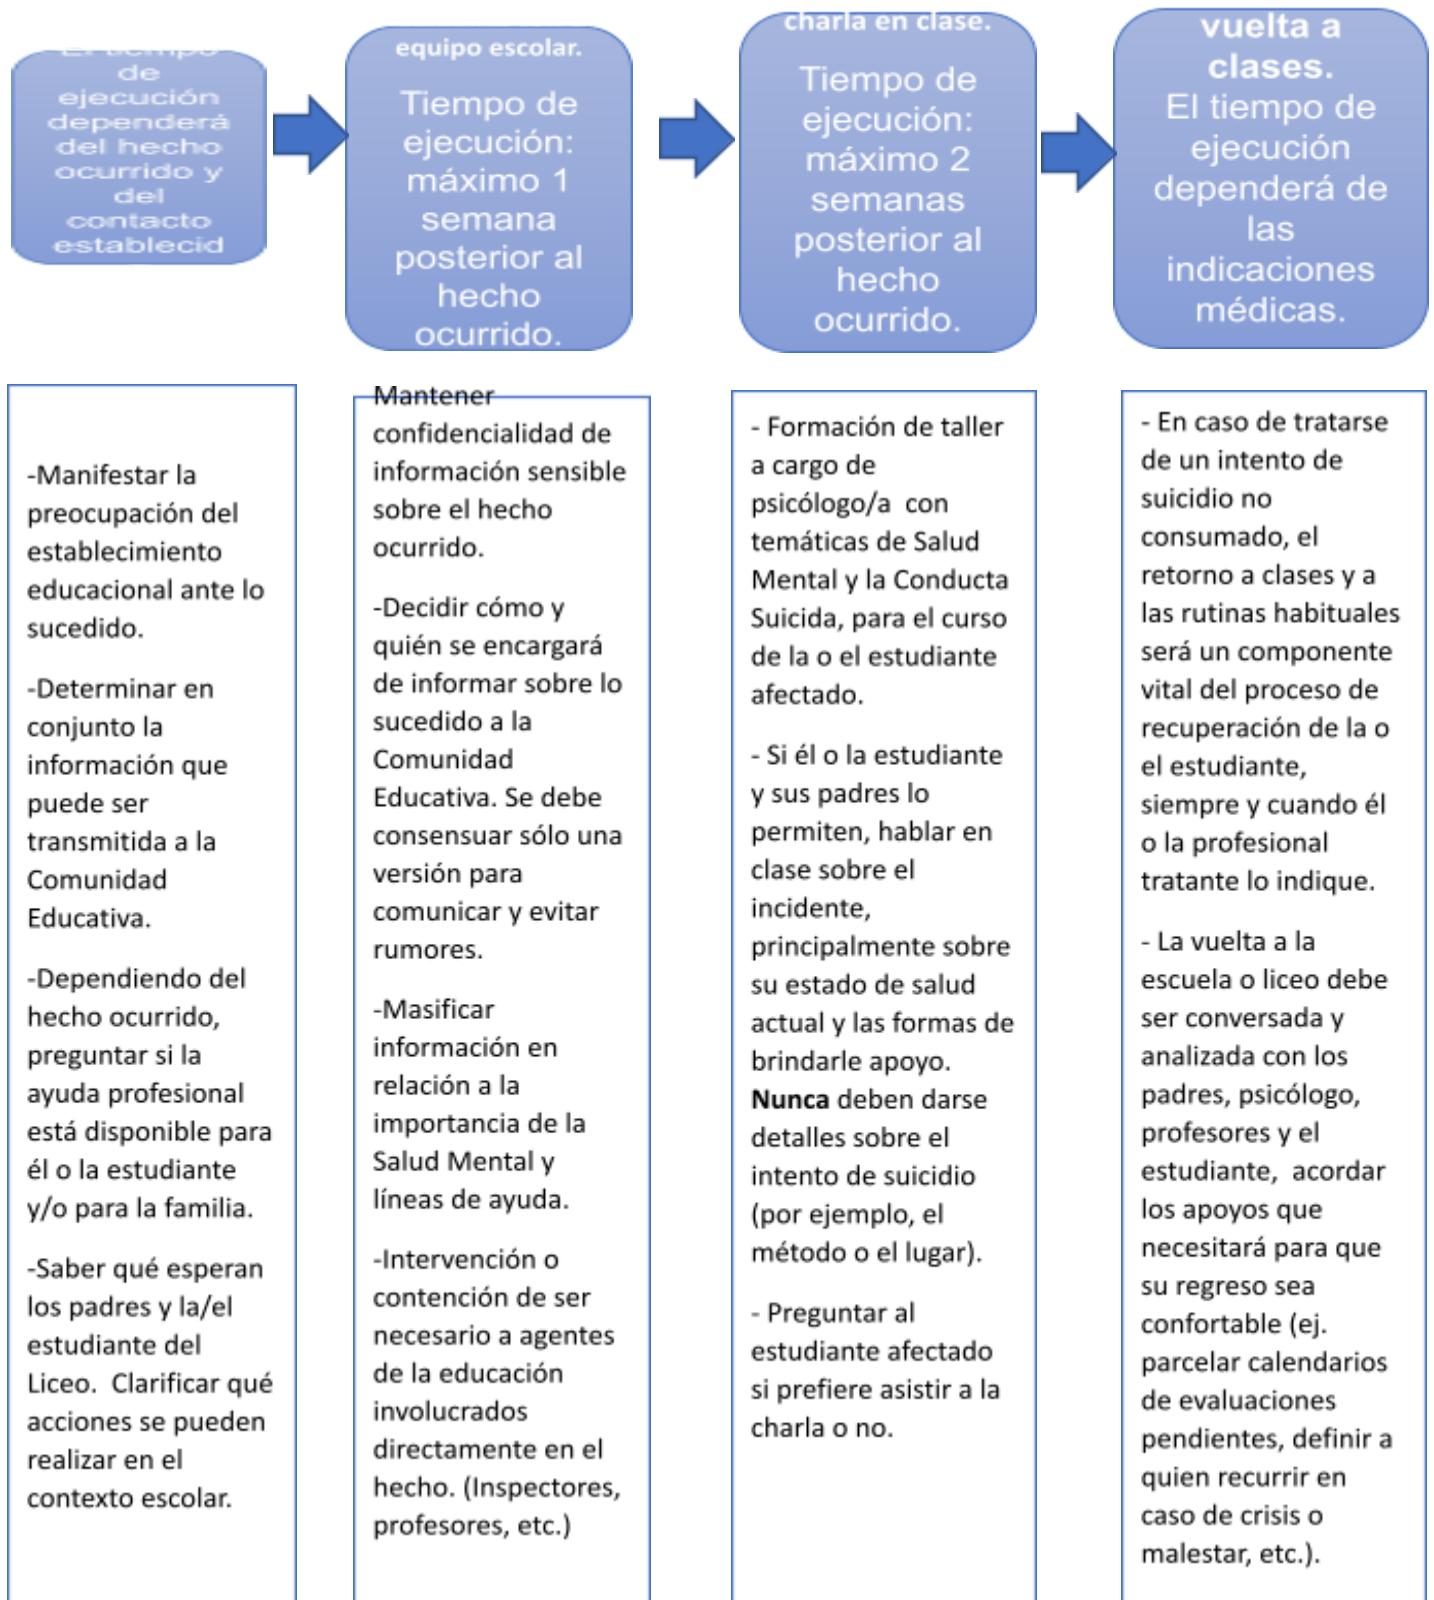 El tiempo
de
ejecución
dependerá
del hecho
ocurrido y
del
contacto
establecid
equipo escolar.
Tiempo de
ejecución:
máximo 1
semana
posterior al
hecho
ocurrido.
charla en clase.
Tiempo de
ejecución:
máximo 2
semanas
posterior al
hecho
ocurrido.
vuelta a
clases.
El tiempo de
ejecución
dependerá de
las
indicaciones
médicas.
-Manifestar la
preocupación del
establecimiento
educacional ante lo
sucedido.
-Determinar en
conjunto la
información que
puede ser
transmitida a la
Comunidad
Educativa.
-Dependiendo del
hecho ocurrido,
preguntar si la
ayuda profesional
está disponible para
él o la estudiante
y/o para la familia.
-Saber qué esperan
los padres y la/el
estudiante del
Liceo.  Clarificar qué
acciones se pueden
realizar en el
contexto escolar.
Mantener
confidencialidad de
información sensible
sobre el hecho
ocurrido.
-Decidir cómo y
quién se encargará
de informar sobre lo
sucedido a la
Comunidad
Educativa. Se debe
consensuar sólo una
versión para
comunicar y evitar
rumores.
-Masificar
información en
relación a la
importancia de la
Salud Mental y
líneas de ayuda.
-Intervención o
contención de ser
necesario a agentes
de la educación
involucrados
directamente en el
hecho. (Inspectores,
profesores, etc.)
- Formación de taller
a cargo de
psicólogo/a  con
temáticas de Salud
Mental y la Conducta
Suicida, para el curso
de la o el estudiante
afectado.
- Si él o la estudiante
y sus padres lo
permiten, hablar en
clase sobre el
incidente,
principalmente sobre
su estado de salud
actual y las formas de
brindarle apoyo.
Nunca deben darse
detalles sobre el
intento de suicidio
(por ejemplo, el
método o el lugar).
- Preguntar al
estudiante afectado
si prefiere asistir a la
charla o no.
- En caso de tratarse
de un intento de
suicidio no
consumado, el
retorno a clases y a
las rutinas habituales
será un componente
vital del proceso de
recuperación de la o
el estudiante,
siempre y cuando él
o la profesional
tratante lo indique.
- La vuelta a la
escuela o liceo debe
ser conversada y
analizada con los
padres, psicólogo,
profesores y el
estudiante,  acordar
los apoyos que
necesitará para que
su regreso sea
confortable (ej.
parcelar calendarios
de evaluaciones
pendientes, definir a
quien recurrir en
caso de crisis o
malestar, etc.).